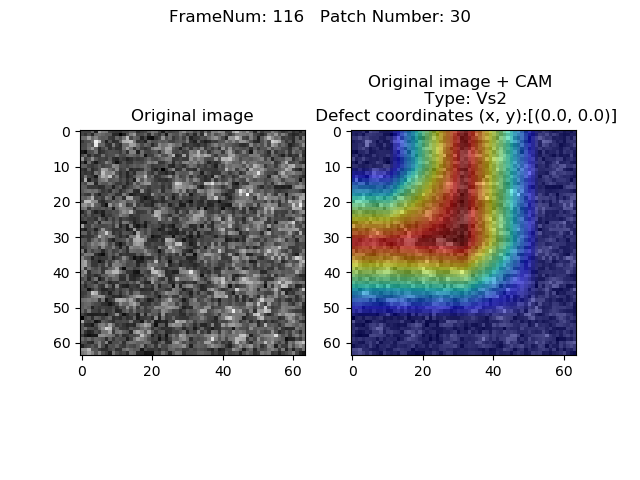 FrameNum: 116   Patch Number: 30
Original image
Original image + CAM
Type: Vs2
Defect coordinates (x, y):[(0.0, 0.0)]
0
10
20
30
40
50
60
0 20 40 60
0
10
20
30
40
50
60
0 20 40 60